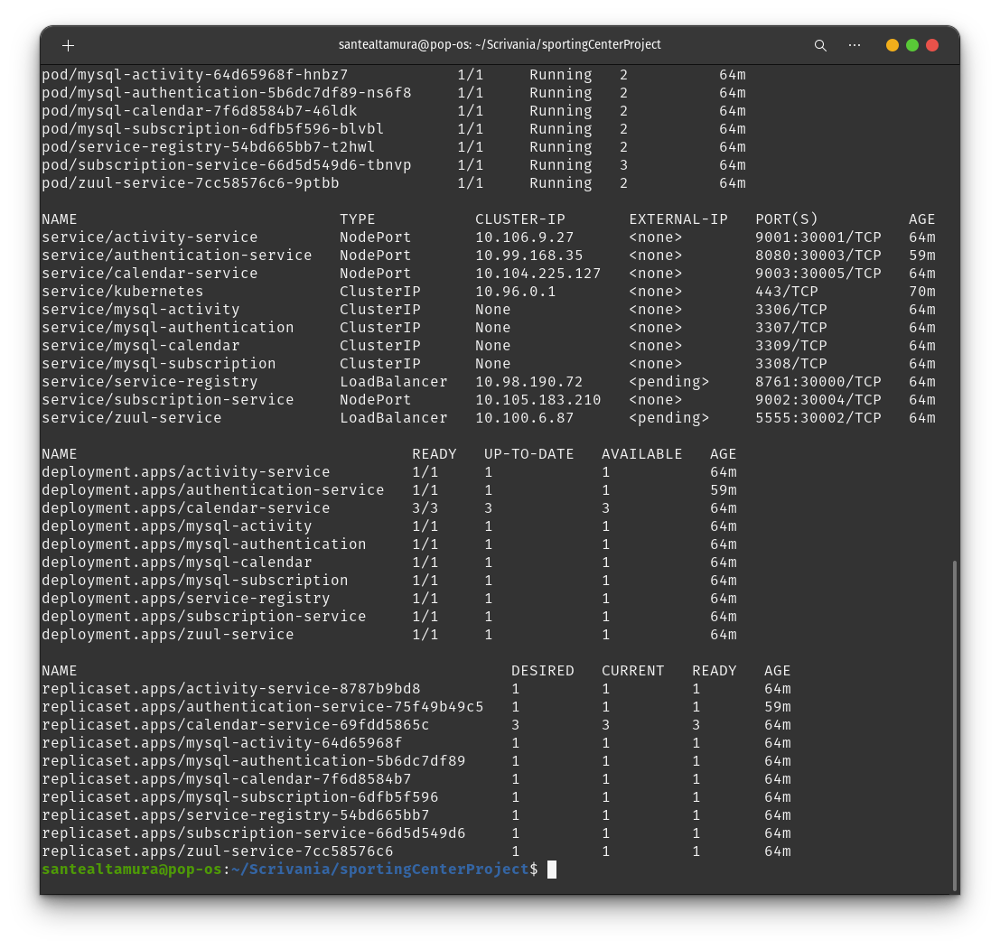 santealtamura@pop-os: ~/Scrivania/sportingCenterProject
pod/mysql-activity-64d65968f-hnbz7            1/1     Running   2          64m
pod/mysql-authentication-5b6dc7df89-ns6f8     1/1     Running   2          64m
pod/mysql-calendar-7f6d8584b7-46ldk           1/1     Running   2          64m
pod/mysql-subscription-6dfb5f596-blvbl        1/1     Running   2          64m
pod/service-registry-54bd665bb7-t2hwl         1/1     Running   2          64m
pod/subscription-service-66d5d549d6-tbnvp     1/1     Running   3          64m
pod/zuul-service-7cc58576c6-9ptbb             1/1     Running   2          64m
NAME                             TYPE           CLUSTER-IP       EXTERNAL-IP   PORT(S)          AGE
service/activity-service         NodePort       10.106.9.27      <none>        9001:30001/TCP   64m
service/authentication-service   NodePort       10.99.168.35     <none>        8080:30003/TCP   59m
service/calendar-service         NodePort       10.104.225.127   <none>        9003:30005/TCP   64m
service/kubernetes               ClusterIP      10.96.0.1        <none>        443/TCP          70m
service/mysql-activity           ClusterIP      None             <none>        3306/TCP         64m
service/mysql-authentication     ClusterIP      None             <none>        3307/TCP         64m
service/mysql-calendar           ClusterIP      None             <none>        3309/TCP         64m
service/mysql-subscription       ClusterIP      None             <none>        3308/TCP         64m
service/service-registry         LoadBalancer   10.98.190.72     <pending>     8761:30000/TCP   64m
service/subscription-service     NodePort       10.105.183.210   <none>        9002:30004/TCP   64m
service/zuul-service             LoadBalancer   10.100.6.87      <pending>     5555:30002/TCP   64m
NAME                                     READY   UP-TO-DATE   AVAILABLE   AGE
deployment.apps/activity-service         1/1     1            1           64m
deployment.apps/authentication-service   1/1     1            1           59m
deployment.apps/calendar-service         3/3     3            3           64m
deployment.apps/mysql-activity           1/1     1            1           64m
deployment.apps/mysql-authentication     1/1     1            1           64m
deployment.apps/mysql-calendar           1/1     1            1           64m
deployment.apps/mysql-subscription       1/1     1            1           64m
deployment.apps/service-registry         1/1     1            1           64m
deployment.apps/subscription-service     1/1     1            1           64m
deployment.apps/zuul-service             1/1     1            1           64m
NAME                                                DESIRED   CURRENT   READY   AGE
replicaset.apps/activity-service-8787b9bd8          1         1         1       64m
replicaset.apps/authentication-service-75f49b49c5   1         1         1       59m
replicaset.apps/calendar-service-69fdd5865c         3         3         3       64m
replicaset.apps/mysql-activity-64d65968f            1         1         1       64m
replicaset.apps/mysql-authentication-5b6dc7df89     1         1         1       64m
replicaset.apps/mysql-calendar-7f6d8584b7           1         1         1       64m
replicaset.apps/mysql-subscription-6dfb5f596        1         1         1       64m
replicaset.apps/service-registry-54bd665bb7         1         1         1       64m
replicaset.apps/subscription-service-66d5d549d6     1         1         1       64m
replicaset.apps/zuul-service-7cc58576c6             1         1         1       64m
santealtamura@pop-os:~/Scrivania/sportingCenterProject$